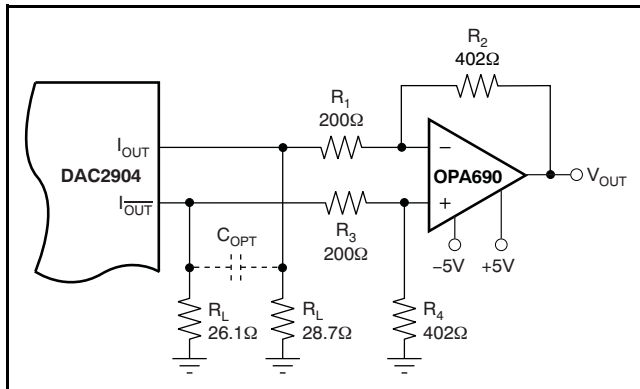 R2
402Ω
R1
200Ω
IOUT
DAC2904
IOUT
−
OPA690
+
VOUT
COPT
R3
200Ω
−5V
+5V
RL
26.1Ω
RL
28.7Ω
R4
402Ω